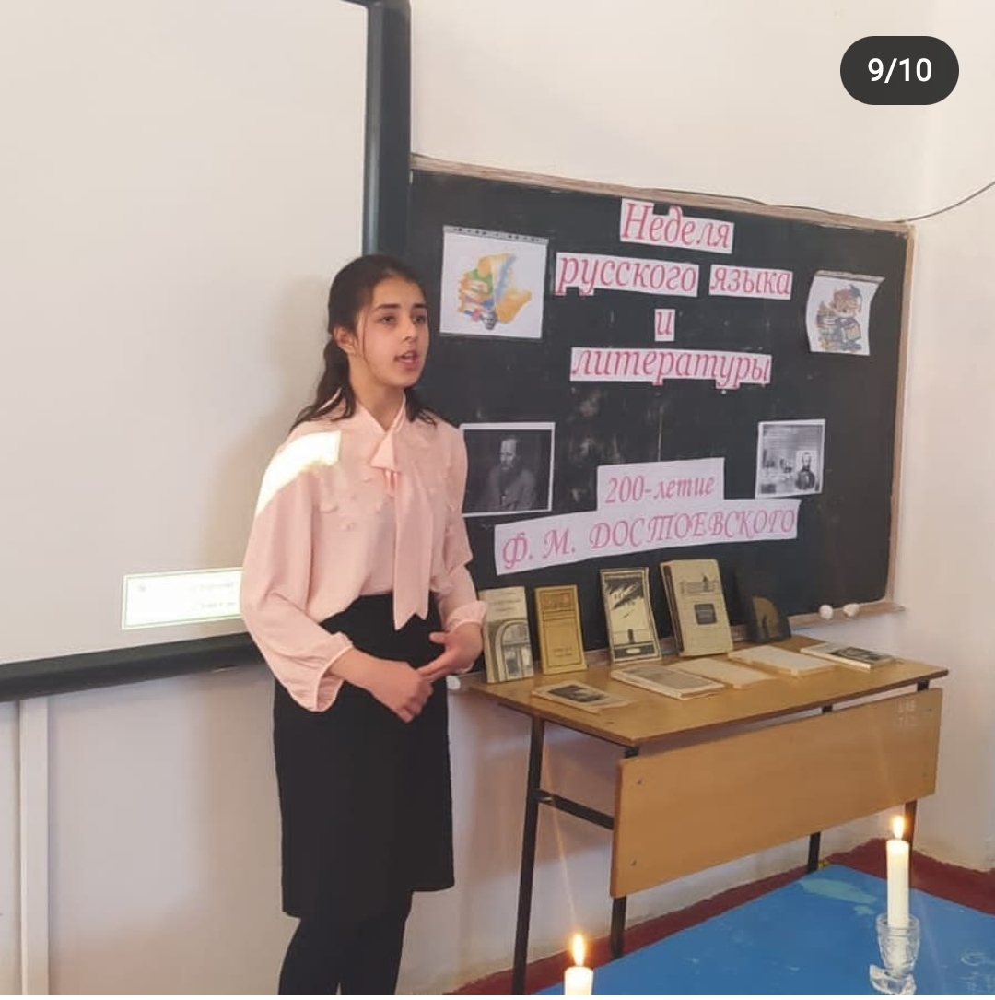 9/10
Неделя
русского языка
и
литературы
200-летие
Ф. М. ДОСТОЕВСКОГО